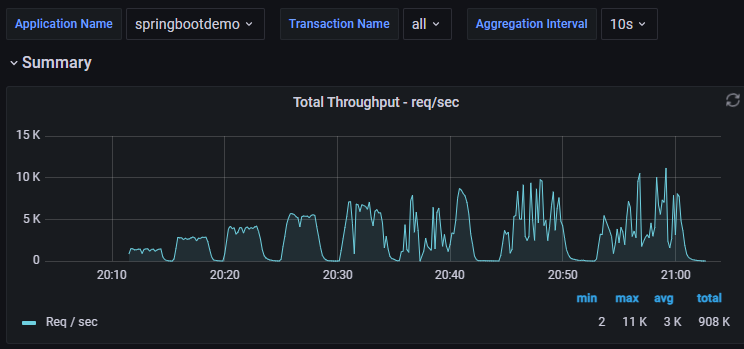 Application Name springbootdemo Transaction Name all Aggregation Interval 10s
Summary
Total Throughput - req/sec
15 K
10 K
5 K
0
20:10 20:20 20:30 20:40 20:50 21:00
min max avg total
Req / sec 2 11 K 3 K 908 K